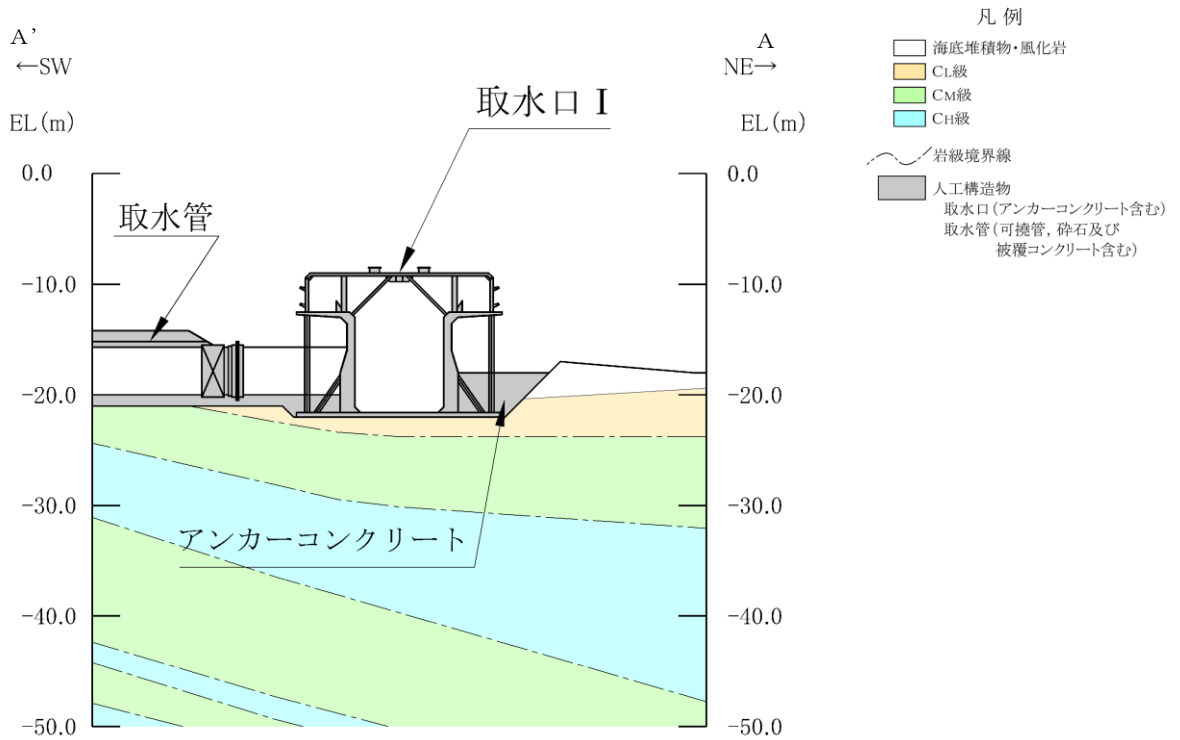 A’
←SW
EL(m)
A
NE→
EL(m)
取水口 Ⅰ
取水管
アンカーコンクリート
0.0
-10.0
-20.0
-30.0
-40.0
-50.0
0.0
-10.0
-20.0
-30.0
-40.0
-50.0
凡 例
海底堆積物・風化岩
CL級
CM級
CH級
岩級境界線
人工構造物
取水口(アンカーコンクリート含む)
取水管(可撓管, 砕石及び
被覆コンクリート含む)